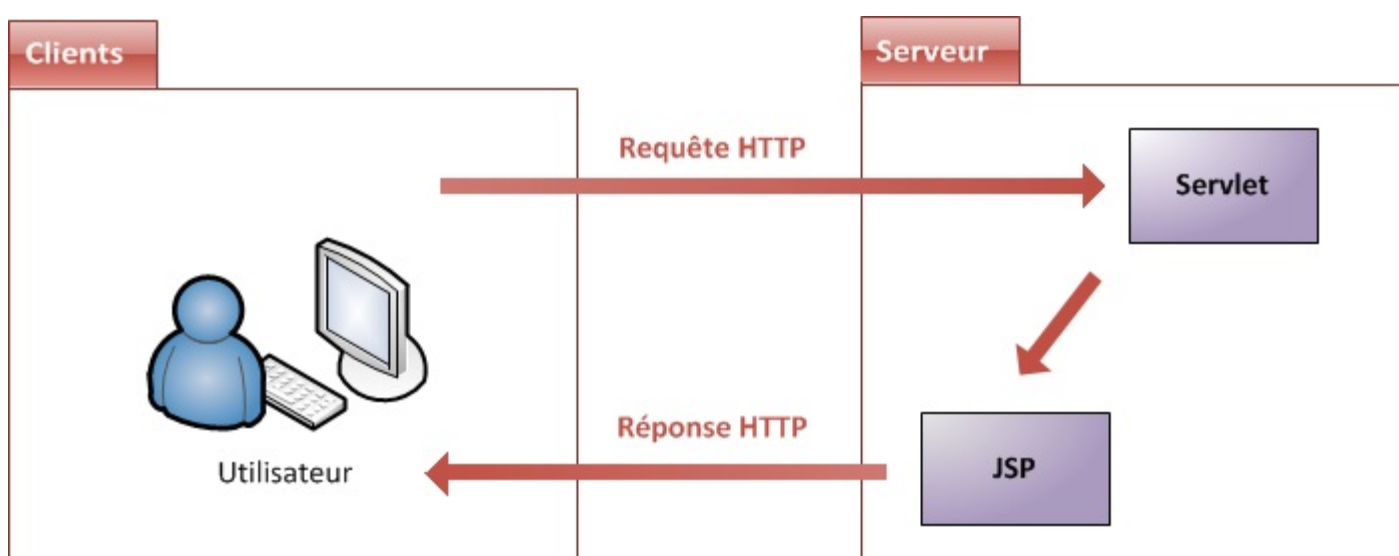 Clients
Serveur
Requête HTTP
Servlet
Réponse HTTP
JSP
Utilisateur